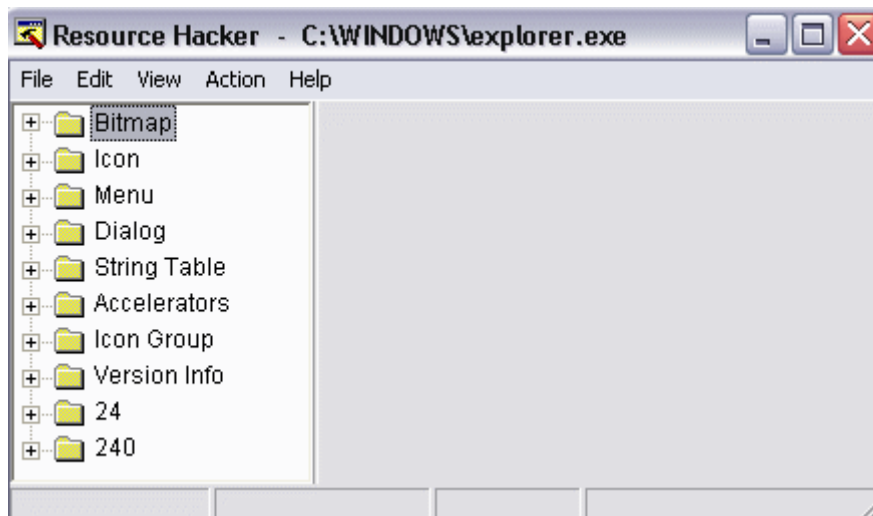 Resource Hacker - C:\WINDOWS\explorer.exe
File Edit View Action Help
Bitmap
Icon
Menu
Dialog
String Table
Accelerators
Icon Group
Version Info
24
240